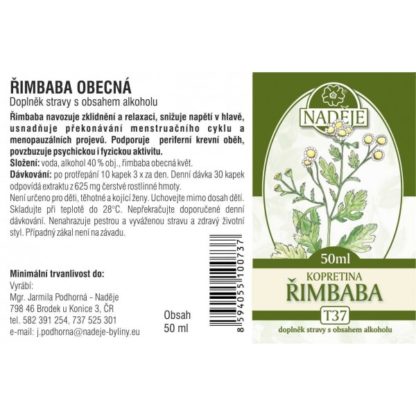 ŘIMBABA OBECNÁ
Doplněk stravy s obsahem alkoholu
Řimbaba navozuje zklidnění a relaxaci, snižuje napětí v hlavě,
usnadňuje překonávání menstruačního cyklu a
menopauzálních projevů. Podporuje periferní krevní oběh,
povzbuzuje psychickou i fyzickou aktivitu.
Složení: voda, alkohol 40 % obj., řimbaba obecná květ.
Dávkování: po protřepání 10 kapek 3 x za den. Denní dávka 30
kapek odpovídá extraktu z 625 mg čerstvé rostlinné hmoty.
Není určeno pro děti, těhotné a kojící ženy. Uchovejte mimo dosah dětí.
Skladujte při teplotě do 28°C. Nepřekračujte doporučené denní
dávkování. Nenahrazuje pestrou a vyváženou stravu a zdravý životní
styl. Případný zákal není na závadu.
Minimální trvanlivost do:
Vyrábí:
Mgr. Jarmila Podhorná - Naděje
798 46 Brodek u Konice 3, ČR
tel. 582 391 254, 737 525 301
e-mail: j.podhorna@nadeje-byliny.eu
Obsah
50 ml
8594055100737
NADĚJE
50ml
KOPRETINA
ŘIMBABA
T37
doplněk stravy s obsahem alkoholu